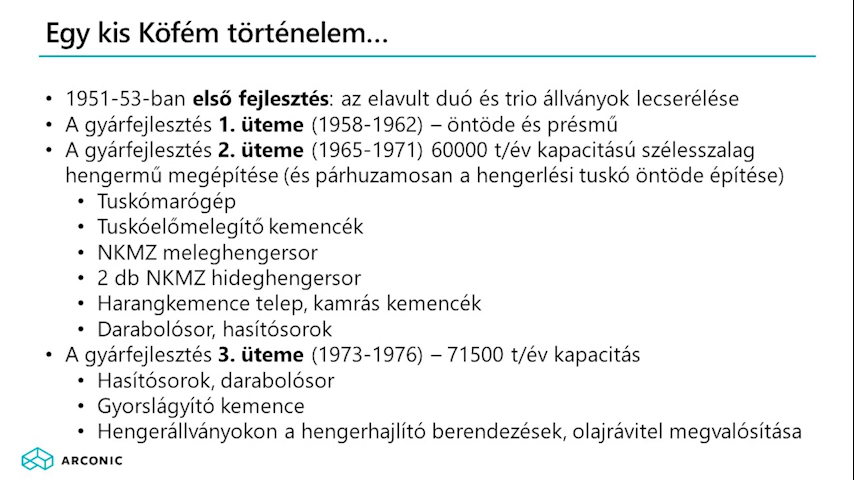 Egy kis Köfém történelem...
• 1951-53-ban első fejlesztés: az elavult duó és trio állványok lecserélése
• A gyárfejlesztés 1. üteme (1958-1962) – öntöde és présmű
• A gyárfejlesztés 2. üteme (1965-1971) 60000 t/év kapacitású szélesszalag
hengermű megépítése (és párhuzamosan a hengerlési tuskó öntöde építése)
• Tuskómarógép
• Tuskóelőmelegítő kemencék
• NKMZ meleghengersor
• 2 db NKMZ hideghengersor
• Harangkemence telep, kamrás kemencék
• Darabolósor, hasítósorok
• A gyárfejlesztés 3. üteme (1973-1976) – 71500 t/év kapacitás
• Hasítósorok, darabolósor
• Gyorslágyító kemence
• Hengerállványokon a hengerhajlító berendezések, olajrávitel megvalósítása
ARCONIC